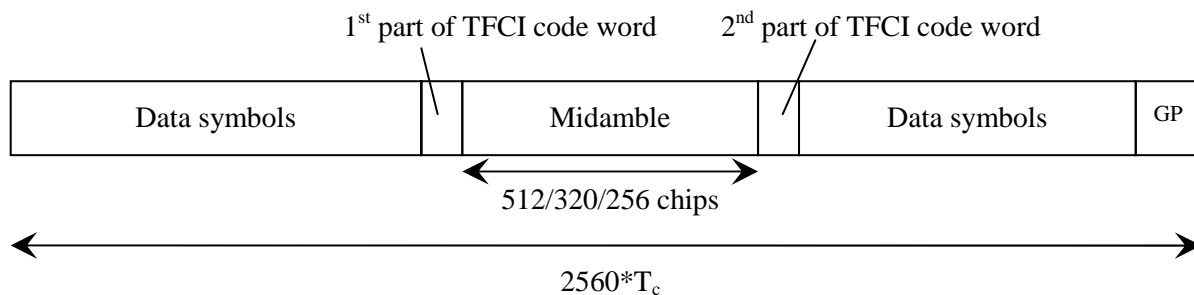 1st part of TFCI code word
2nd part of TFCI code word
Data symbols
Midamble
Data symbols
GP
512/320/256 chips
2560*Tc